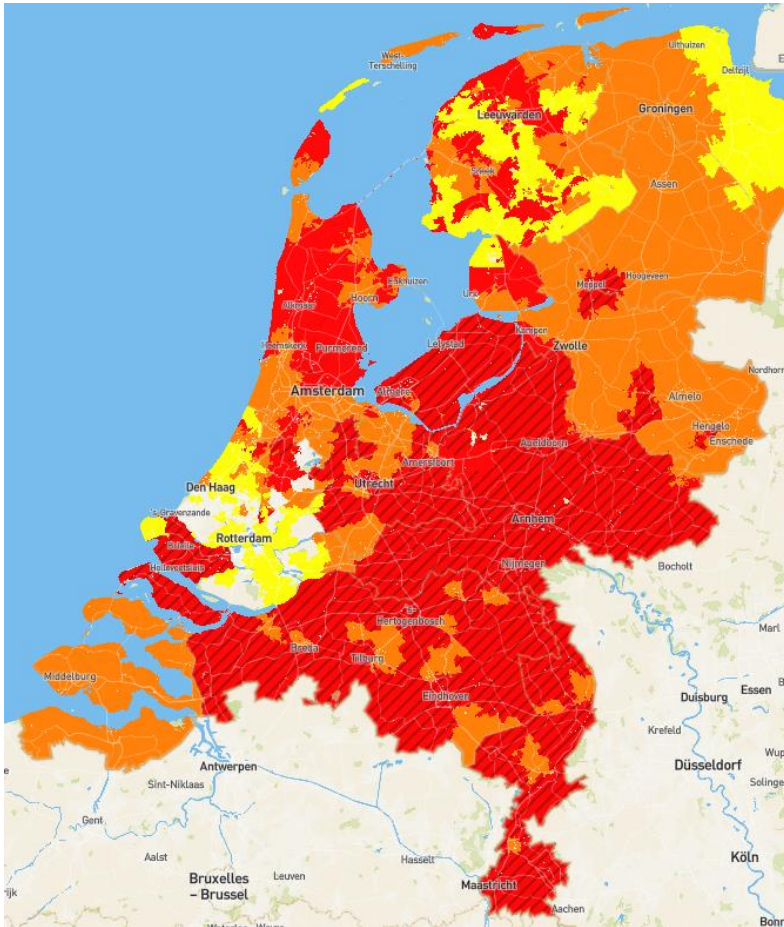 West-
Terschelling
Uithuizen
Delfzijl
Leeuwarden
Groningen
Sneek
Assen
Urk
Meppel
Hoogeveen
Enkhuizen
Hoorn
Alkmaar
Heemskerk
Purmerend
Lelystad
Kampen
Zwolle
Nordhorn
Amsterdam
Almere
Almelo
Hengelo
Enschede
Amersfoort
Apeldoorn
Den Haag
Utrecht
's Gravenzande
Rotterdam
Arnhem
Brielle
Hellevoetsluis
Nijmegen
Bocholt
's-
Hertogenbosch
Marl
Breda
Tilburg
Middelburg
Eindhoven
Duisburg
Essen
Krefeld
Wup
Antwerpen
Düsseldorf
Solinge
Sint-Niklaas
Gent
Aalst
Hasselt
Köln
Bruxelles
– Brussel
Leuven
Maastricht
rijk
Aachen
Bonn